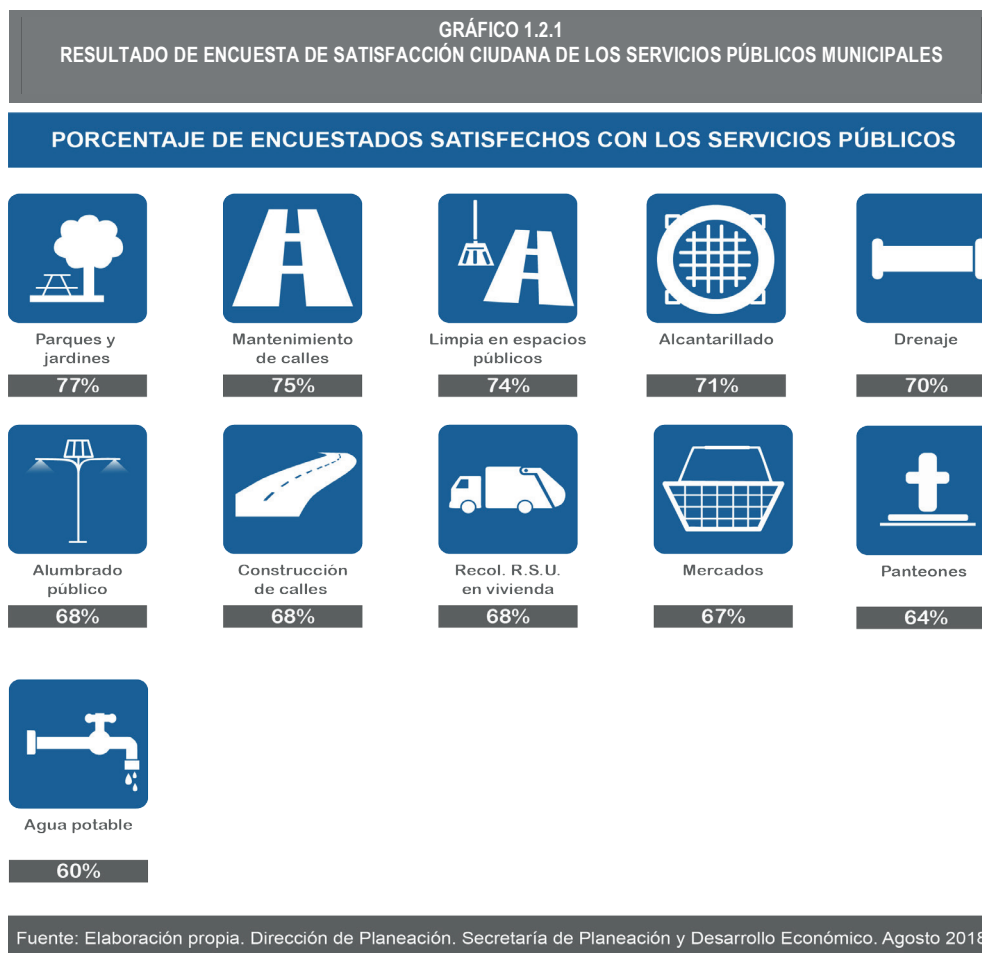 GRÁFICO 1.2.1
RESULTADO DE ENCUESTA DE SATISFACCIÓN CIUDANA DE LOS SERVICIOS PÚBLICOS MUNICIPALES
PORCENTAJE DE ENCUESTADOS SATISFECHOS CON LOS SERVICIOS PÚBLICOS
Parques y
jardines
77%
Mantenimiento
de calles
75%
Limpia en espacios
públicos
74%
Alcantarillado
71%
Drenaje
70%
Alumbrado
público
68%
Construcción
de calles
68%
Recol. R.S.U.
en vivienda
68%
Mercados
67%
Panteones
64%
Agua potable
60%
Fuente: Elaboración propia. Dirección de Planeación. Secretaría de Planeación y Desarrollo Económico. Agosto 2018